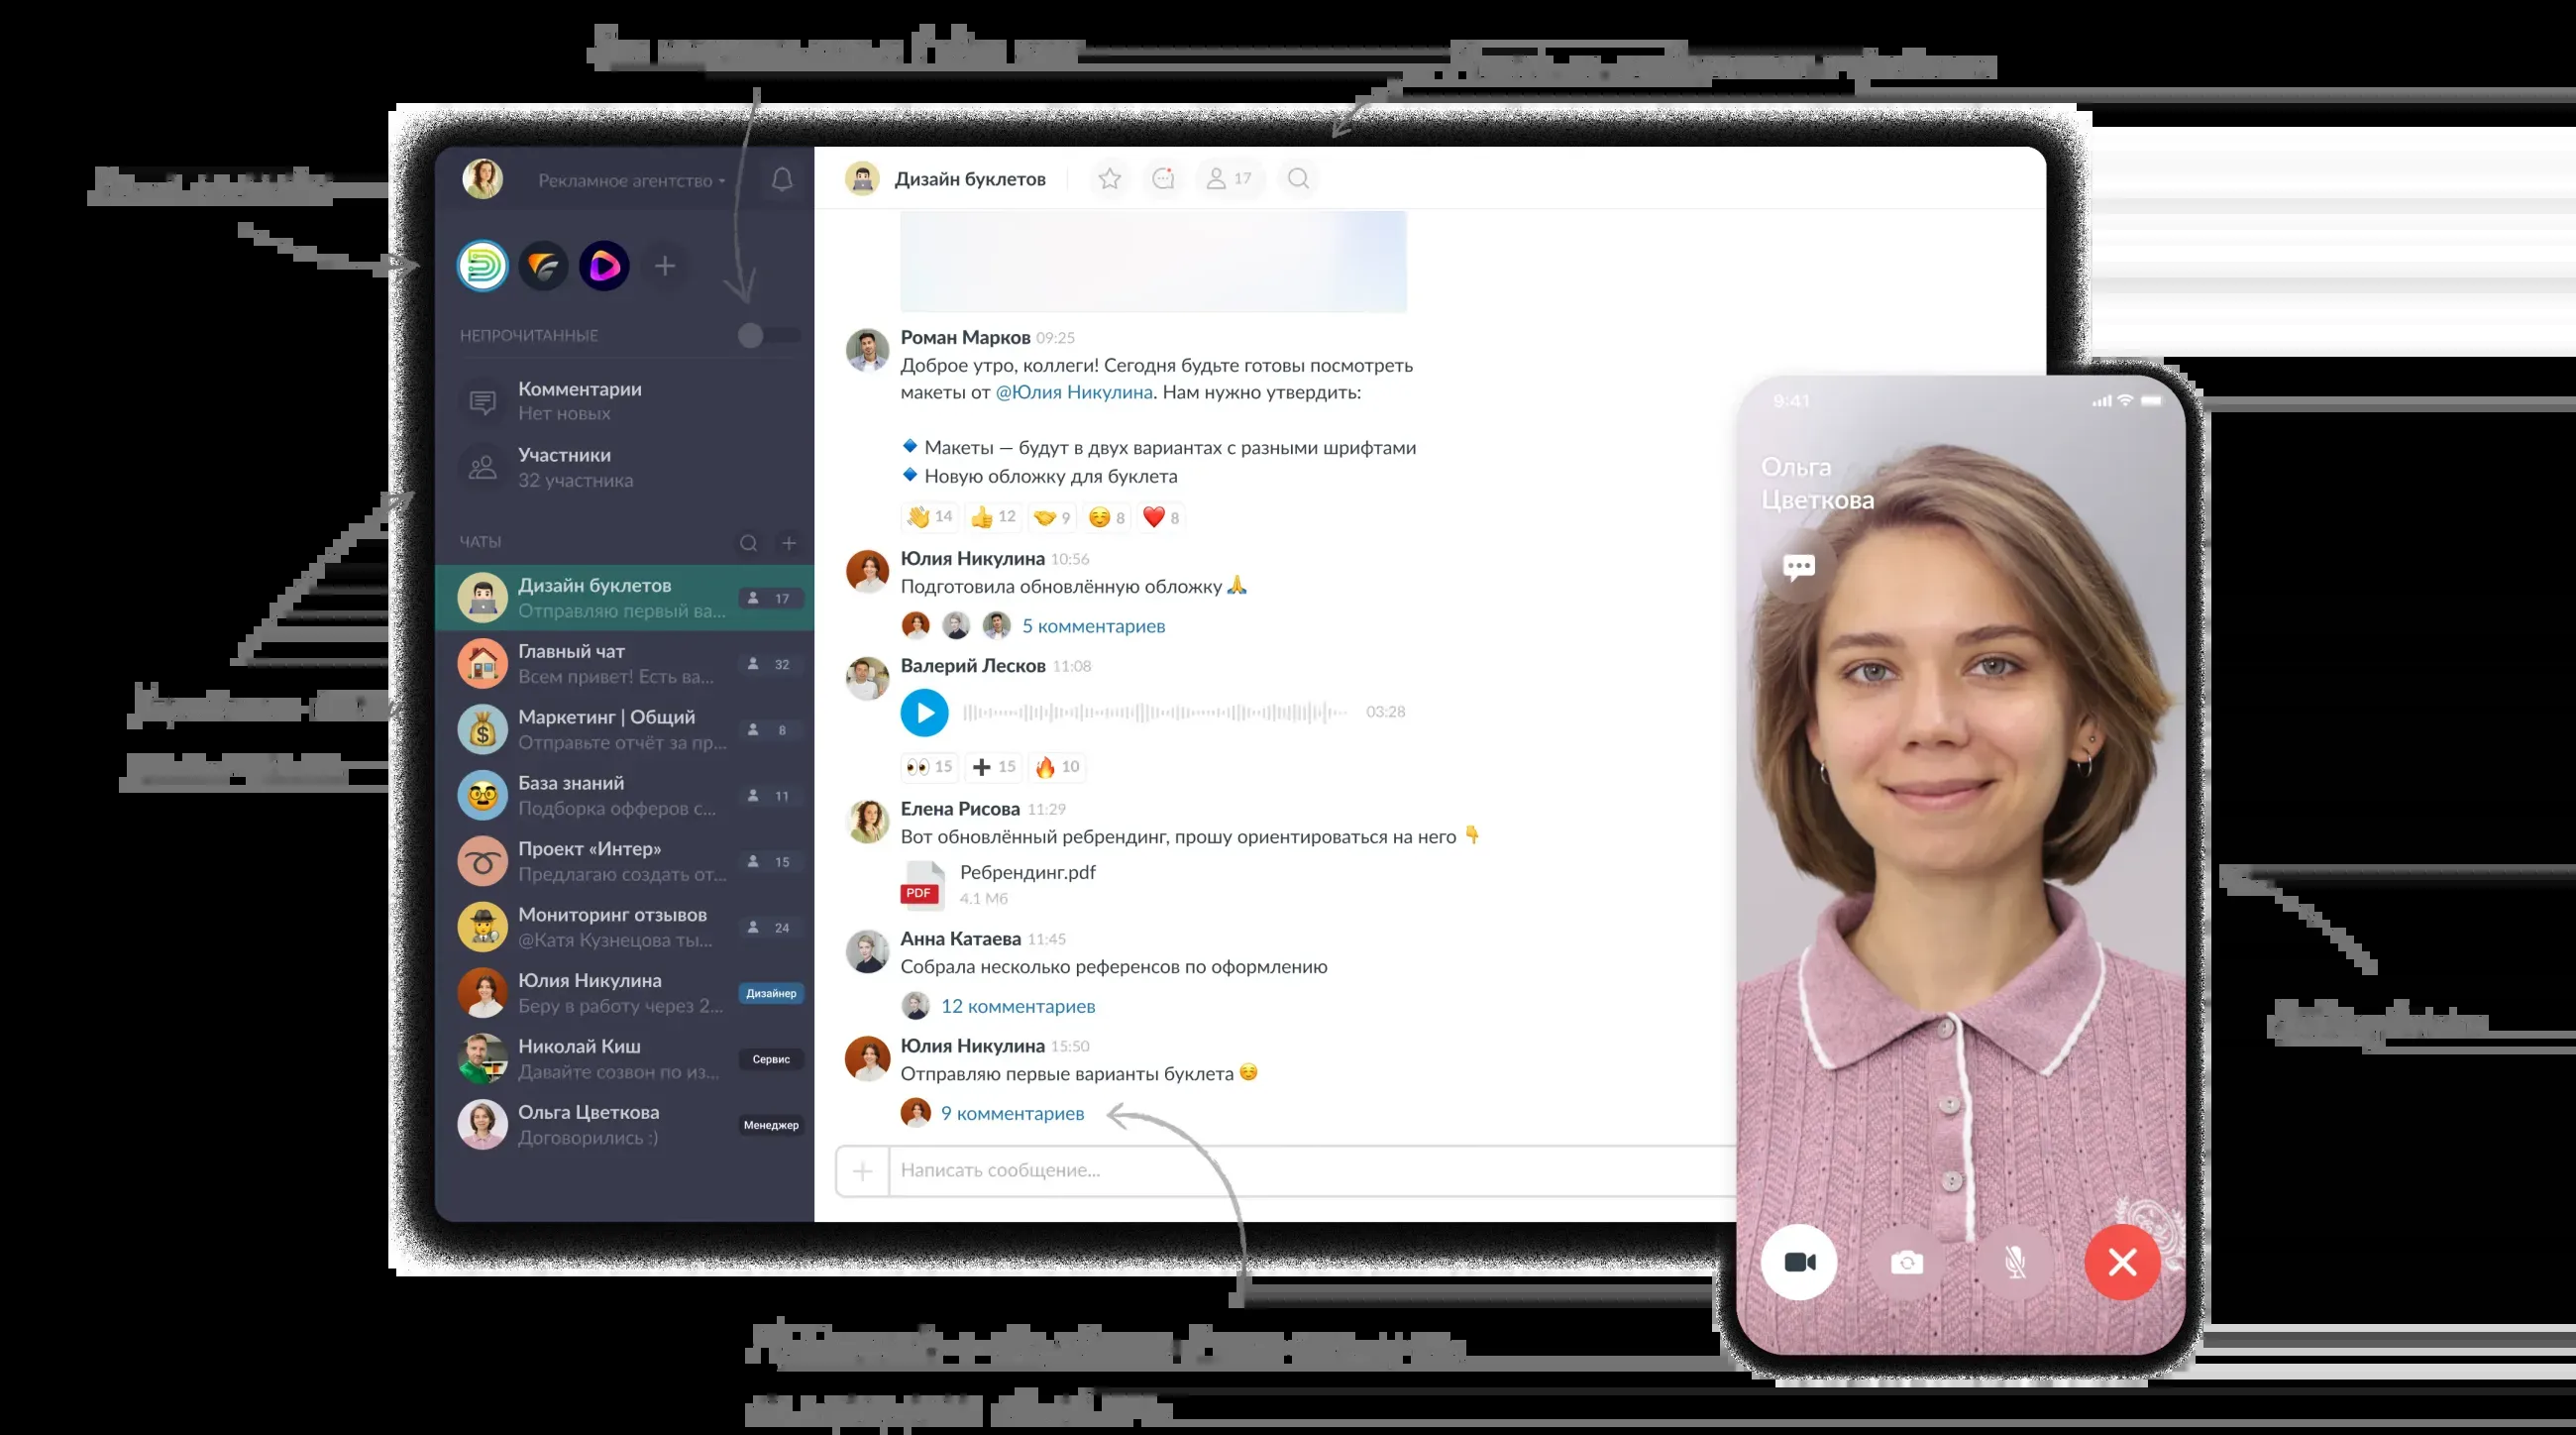 Рекламное агентство
НЕПРОЧИТАННЫЕ
Комментарии
Нет новых
Участники
32 участника
ЧАТЫ
Дизайн буклетов
Отправляю первый ва...
17
Главный чат
Всем привет! Есть ва...
32
Маркетинг | Общий
Отправьте отчёт за пр...
8
База знаний
Подборка офферов с...
11
Проект «Интер»
Предлагаю создать от...
15
Мониторинг отзывов
@Катя Кузнецова ты...
24
Юлия Никулина
Беру в работу через 2...
Дизайнер
Николай Киш
Давайте созвон по из...
Сервис
Ольга Цветкова
Договорились :)
Менеджер
Дизайн буклетов
17
Роман Марков 09:25
Доброе утро, коллеги! Сегодня будьте готовы посмотреть
макеты от @Юлия Никулина. Нам нужно утвердить:
🔹 Макеты — будут в двух вариантах с разными шрифтами
🔹 Новую обложку для буклета
👋 14 👍 12 🤝 9 ☺️ 8 ❤️ 8
Юлия Никулина 10:56
Подготовила обновлённую обложку 🙏
5 комментариев
Валерий Лесков 11:08
03:28
👀 15 ➕ 15 🔥 10
Елена Рисова 11:29
Вот обновлённый ребрендинг, прошу ориентироваться на него 👇
Ребрендинг.pdf
PDF
4.1 Мб
Анна Катаева 11:45
Собрала несколько референсов по оформлению
12 комментариев
Юлия Никулина 15:50
Отправляю первые варианты буклета ☺️
9 комментариев
Написать сообщение...
9:41
Ольга
Цветкова